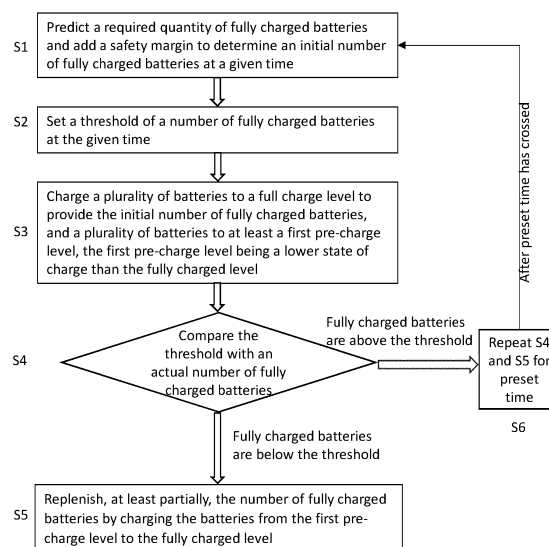 S1
Predict a required quantity of fully charged batteries
and add a safety margin to determine an initial number
of fully charged batteries at a given time
S2
Set a threshold of a number of fully charged batteries
at the given time
S3
Charge a plurality of batteries to a full charge level to
provide the initial number of fully charged batteries,
and a plurality of batteries to at least a first pre-charge
level, the first pre-charge level being a lower state of
charge than the fully charged level
S4
Compare the
threshold with an
actual number of fully
charged batteries
Fully charged batteries
are above the threshold
Repeat S4
and S5 for
preset
time
S6
After preset time has crossed
Fully charged batteries
are below the threshold
S5
Replenish, at least partially, the number of fully charged
batteries by charging the batteries from the first pre-
charge level to the fully charged level